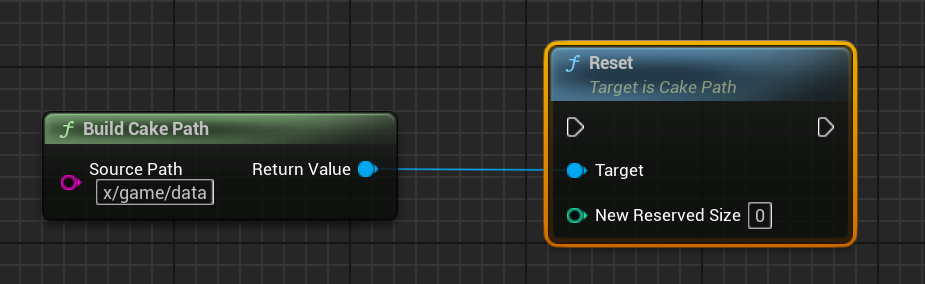 f Build Cake Path
Source Path
x/game/data
Return Value
f Reset
Target is Cake Path
Target
New Reserved Size 0